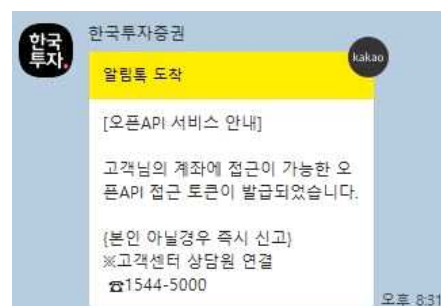 한국
투자.
한국투자증권
kakao
알림톡 도착
[오픈API 서비스 안내]
고객님의 계좌에 접근이 가능한 오
픈API 접근 토큰이 발급되었습니다.
{본인 아닐경우 즉시 신고}
※고객센터 상담원 연결
☎1544-5000
오후 8:31